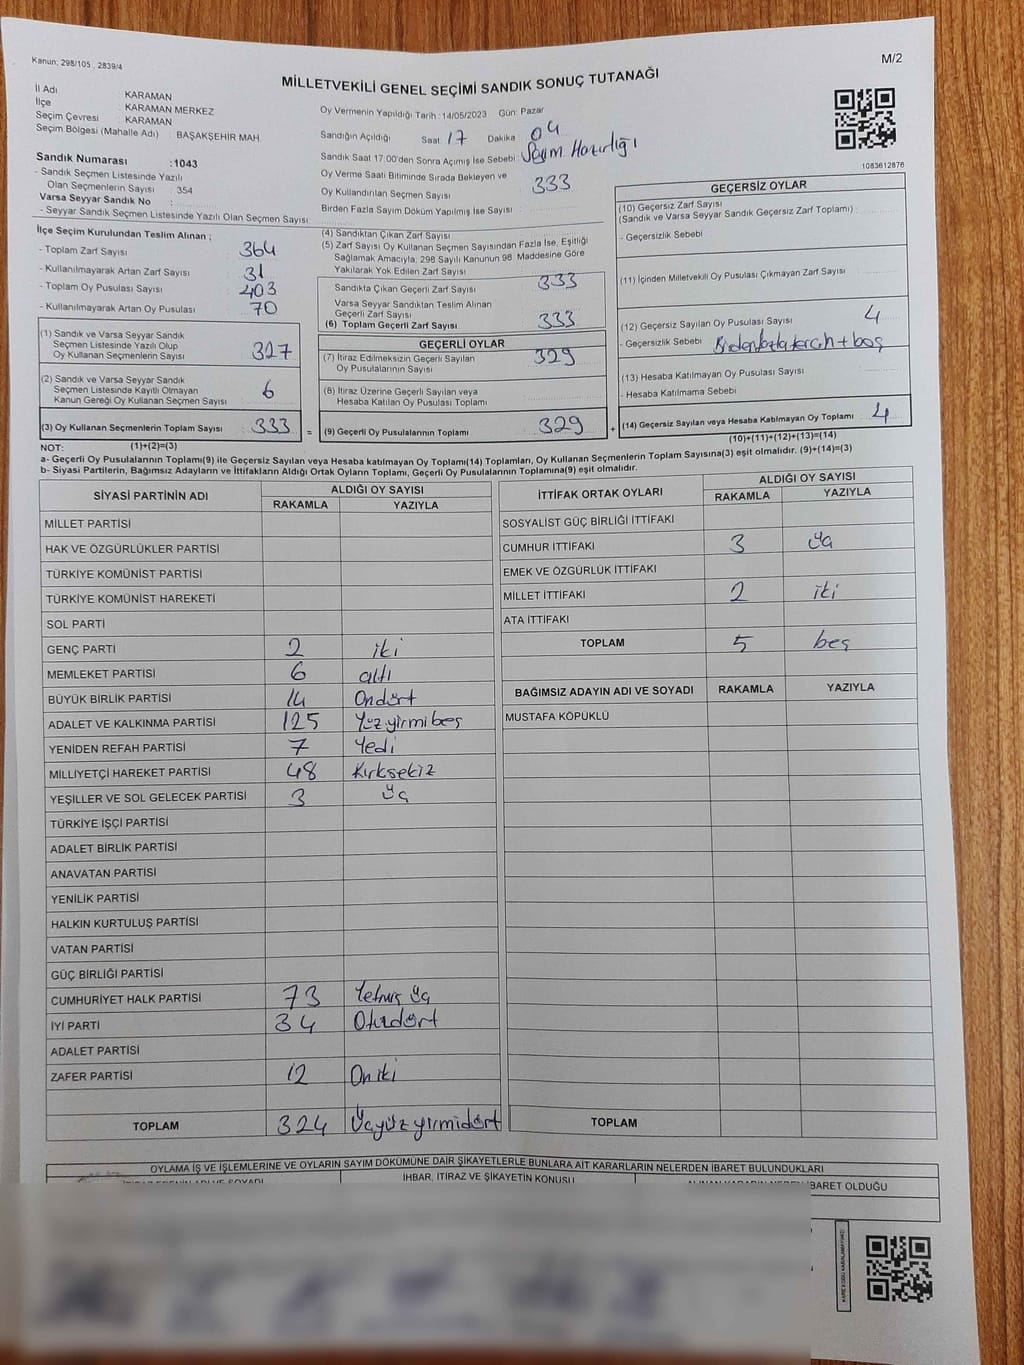 Kanun; 298/105 , 2839/4
M/2
MİLLETVEKİLİ GENEL SEÇİMİ SANDIK SONUÇ TUTANAĞI
İl Adı : KARAMAN
İlçe : KARAMAN MERKEZ
Seçim Çevresi : KARAMAN
Seçim Bölgesi (Mahalle Adı) : BAŞAKŞEHİR MAH
Sandık Numarası :1043
- Sandık Seçmen Listesinde Yazılı
Olan Seçmenlerin Sayısı : 354
Varsa Seyyar Sandık No :
- Seyyar Sandık Seçmen Listesinde Yazılı Olan Seçmen Sayısı
Oy Vermenin Yapıldığı Tarih : 14/05/2023 Gün: Pazar
Sandığın Açıldığı Saat 17 Dakika 04
Sandık Saat 17.00'den Sonra Açımış İse Sebebi : Sayım Hazırlığı
Oy Verme Saati Bitiminde Sırada Bekleyen ve
Oy Kullandırılan Seçmen Sayısı 333
Birden Fazla Sayım Döküm Yapılmış İse Sayısı :
1083612876
İlçe Seçim Kurulundan Teslim Alınan ;
- Toplam Zarf Sayısı 364
- Kullanılmayarak Artan Zarf Sayısı 31
- Toplam Oy Pusulası Sayısı 403
- Kullanılmayarak Artan Oy Pusulası 70
(1) Sandık ve Varsa Seyyar Sandık
Seçmen Listesinde Yazılı Olup
Oy Kullanan Seçmenlerin Sayısı 327
(2) Sandık ve Varsa Seyyar Sandık
Seçmen Listesinde Kayıtlı Olmayan
Kanun Gereği Oy Kullanan Seçmen Sayısı 6
(3) Oy Kullanan Seçmenlerin Toplam Sayısı 333 =
(4) Sandıktan Çıkan Zarf Sayısı
(5) Zarf Sayısı Oy Kullanan Seçmen Sayısından Fazla İse, Eşitliği
Sağlamak Amacıyla; 298 Sayılı Kanunun 98. Maddesine Göre
Yakılarak Yok Edilen Zarf Sayısı
Sandıkta Çıkan Geçerli Zarf Sayısı 333
Varsa Seyyar Sandıktan Teslim Alınan
Geçerli Zarf Sayısı
(6) Toplam Geçerli Zarf Sayısı 333
GEÇERLİ OYLAR
(7) İtiraz Edilmeksizin Geçerli Sayılan
Oy Pusulalarının Sayısı 329
(8) İtiraz Üzerine Geçerli Sayılan veya
Hesaba Katılan Oy Pusulası Toplamı
(9) Geçerli Oy Pusulalarının Toplamı 329 +
GEÇERSİZ OYLAR
(10) Geçersiz Zarf Sayısı
(Sandık ve Varsa Seyyar Sandık Geçersiz Zarf Toplamı) :
- Geçersizlik Sebebi :
(11) İçinden Milletvekili Oy Pusulası Çıkmayan Zarf Sayısı
(12) Geçersiz Sayılan Oy Pusulası Sayısı 4
- Geçersizlik Sebebi Birden fazla tercih + boş
(13) Hesaba Katılmayan Oy Pusulası Sayısı
- Hesaba Katılmama Sebebi
(14) Geçersiz Sayılan veya Hesaba Katılmayan Oy Toplamı 4
NOT: (1)+(2)=(3) (10)+(11)+(12)+(13)=(14)
a- Geçerli Oy Pusulalarının Toplamı(9) ile Geçersiz Sayılan veya Hesaba katılmayan Oy Toplamı(14) Toplamları, Oy Kullanan Seçmenlerin Toplam Sayısına(3) eşit olmalıdır. (9)+(14)=(3)
b- Siyasi Partilerin, Bağımsız Adayların ve İttifakların Aldığı Ortak Oyların Toplamı, Geçerli Oy Pusulalarının Toplamına(9) eşit olmalıdır.
SİYASİ PARTİNİN ADI ALDIĞI OY SAYISI
RAKAMLA YAZIYLA
MİLLET PARTİSİ
HAK VE ÖZGÜRLÜKLER PARTİSİ
TÜRKİYE KOMÜNİST PARTİSİ
TÜRKİYE KOMÜNİST HAREKETİ
SOL PARTİ
GENÇ PARTİ 2 iki
MEMLEKET PARTİSİ 6 altı
BÜYÜK BİRLİK PARTİSİ 14 Ondört
ADALET VE KALKINMA PARTİSİ 125 Yüz yirmi beş
YENİDEN REFAH PARTİSİ 7 Yedi
MİLLİYETÇİ HAREKET PARTİSİ 48 Kırksekiz
YEŞİLLER VE SOL GELECEK PARTİSİ 3 üç
TÜRKİYE İŞÇİ PARTİSİ
ADALET BİRLİK PARTİSİ
ANAVATAN PARTİSİ
YENİLİK PARTİSİ
HALKIN KURTULUŞ PARTİSİ
VATAN PARTİSİ
GÜÇ BİRLİĞİ PARTİSİ
CUMHURİYET HALK PARTİSİ 73 Yetmiş üç
İYİ PARTİ 34 Otuzdört
ADALET PARTİSİ
ZAFER PARTİSİ 12 On iki
TOPLAM 324 Üçyüz yirmidört
İTTİFAK ORTAK OYLARI ALDIĞI OY SAYISI
RAKAMLA YAZIYLA
SOSYALİST GÜÇ BİRLİĞİ İTTİFAKI
CUMHUR İTTİFAKI 3 üç
EMEK VE ÖZGÜRLÜK İTTİFAKI
MİLLET İTTİFAKI 2 iki
ATA İTTİFAKI
TOPLAM 5 beş
BAĞIMSIZ ADAYIN ADI VE SOYADI RAKAMLA YAZIYLA
MUSTAFA KÖPÜKLÜ
TOPLAM
OYLAMA İŞ VE İŞLEMLERİNE VE OYLARIN SAYIM DÖKÜMÜNE DAİR ŞİKAYETLERLE BUNLARA AİT KARARLARIN NELERDEN İBARET BULUNDUKLARI
İHBAR, İTİRAZ VE ŞİKAYETİN KONUSU
İBARET OLDUĞU